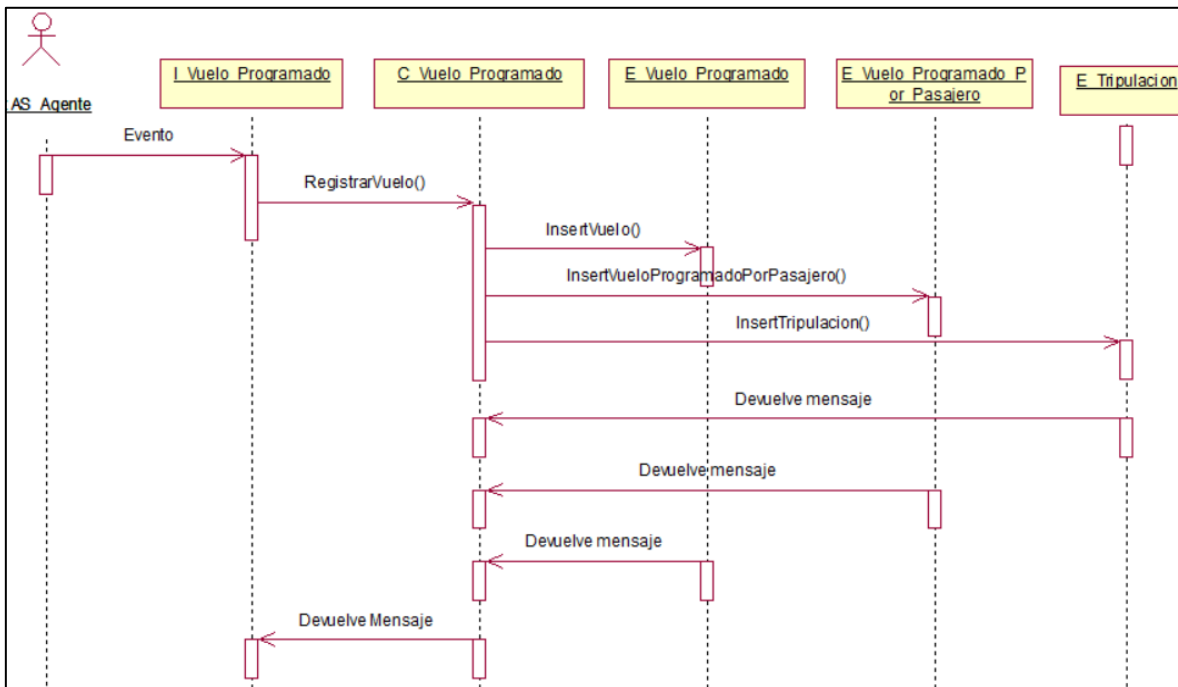 I_Vuelo_Programado
C_Vuelo_Programado
E_Vuelo_Programado
E_Vuelo_Programado_P
or_Pasajero
E_Tripulacion
AS_Agente
Evento
RegistrarVuelo()
InsertVuelo()
InsertVueloProgramadoPorPasajero()
InsertTripulacion()
Devuelve mensaje
Devuelve mensaje
Devuelve mensaje
Devuelve Mensaje